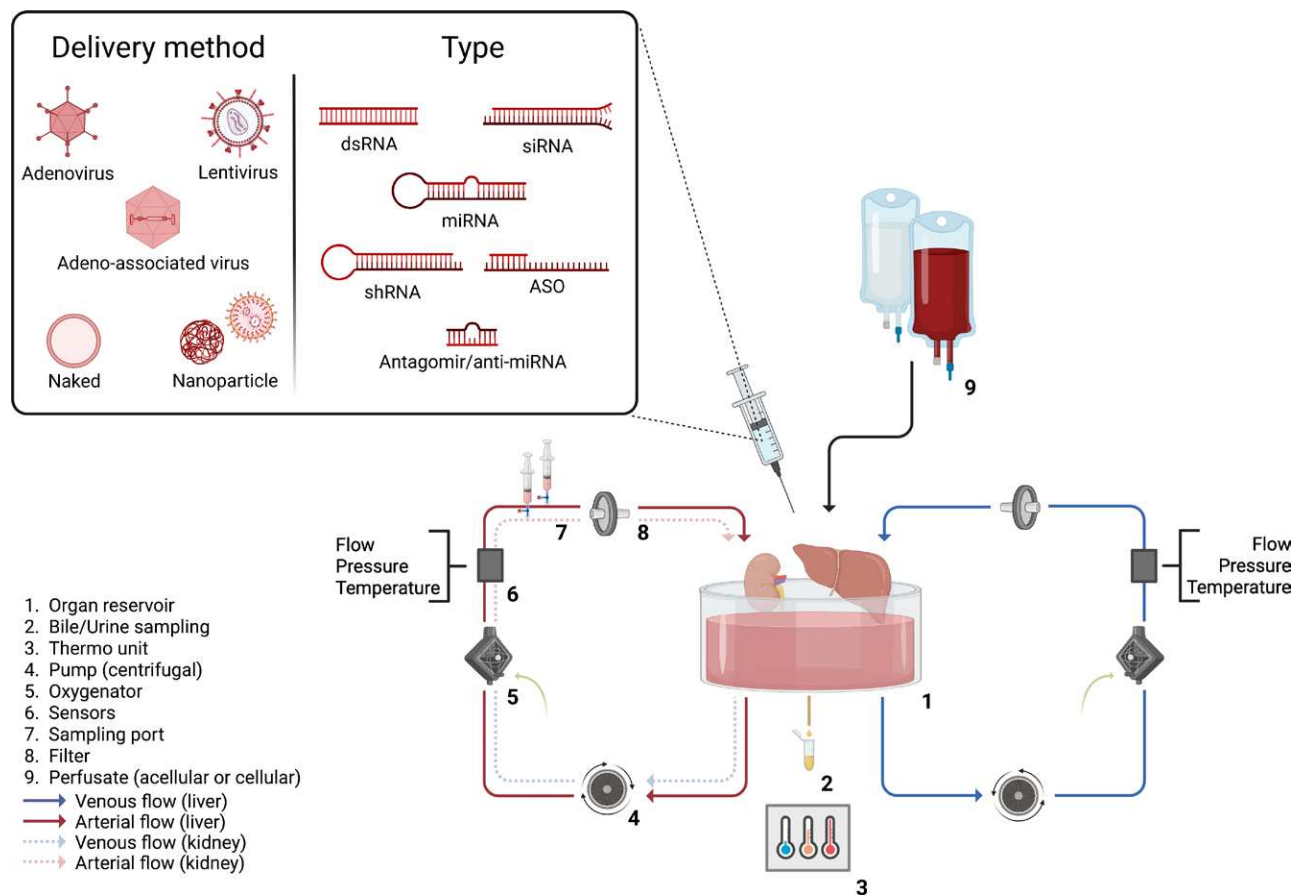 Delivery method
Type
Adenovirus
Lentivirus
Adeno-associated virus
Naked
Nanoparticle
dsRNA
siRNA
miRNA
shRNA
ASO
Antagomir/anti-miRNA
9
7
8
Flow
Pressure
Temperature
6
5
4
1
2
3
Flow
Pressure
Temperature
1. Organ reservoir
2. Bile/Urine sampling
3. Thermo unit
4. Pump (centrifugal)
5. Oxygenator
6. Sensors
7. Sampling port
8. Filter
9. Perfusate (acellular or cellular)
Venous flow (liver)
Arterial flow (liver)
Venous flow (kidney)
Arterial flow (kidney)